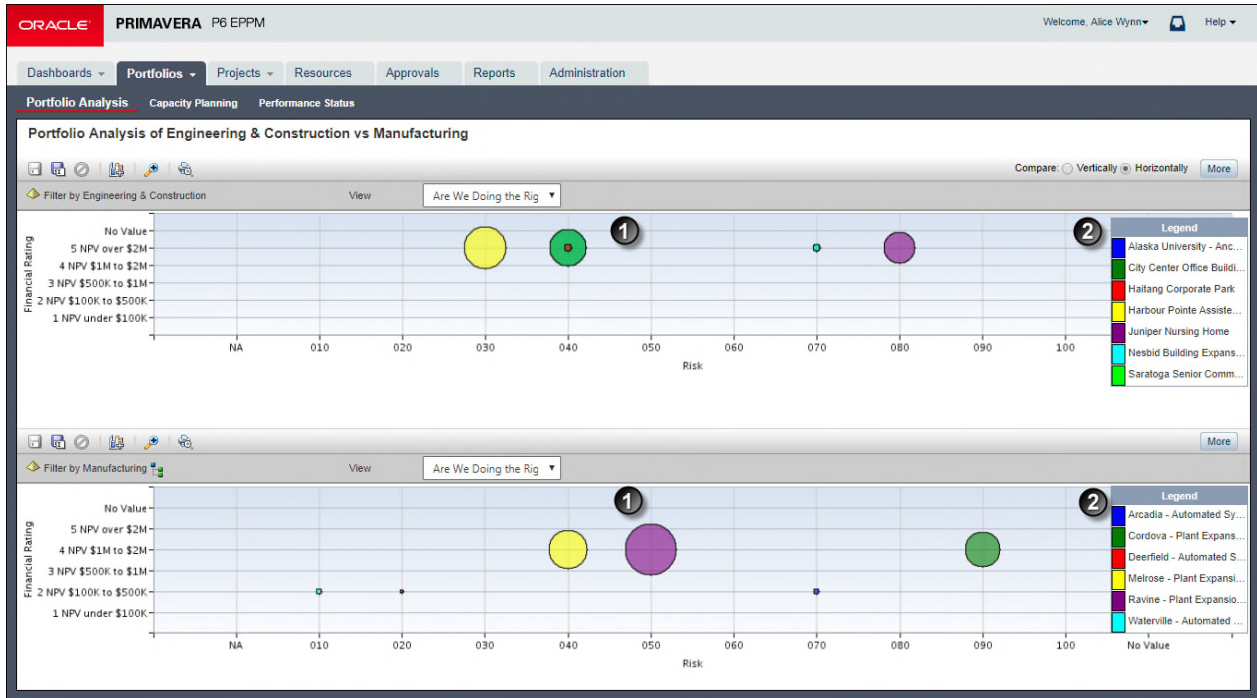 ORACLE PRIMAVERA P6 EPPM Welcome, Alice Wynn Help
Dashboards Portfolios Projects Resources Approvals Reports Administration
Portfolio Analysis Capacity Planning Performance Status
Portfolio Analysis of Engineering & Construction vs Manufacturing
Compare: Vertically Horizontally More
Filter by Engineering & Construction View Are We Doing the Rig
Financial Rating
No Value
5 NPV over $2M
4 NPV $1M to $2M
3 NPV $500K to $1M
2 NPV $100K to $500K
1 NPV under $100K
1
2
NA 010 020 030 040 050 060 070 080 090 100
Risk
Legend
Alaska University - Anc...
City Center Office Buildi...
Haitang Corporate Park
Harbour Pointe Assiste...
Juniper Nursing Home
Nesbid Building Expans...
Saratoga Senior Comm...
More
Filter by Manufacturing View Are We Doing the Rig
Financial Rating
No Value
5 NPV over $2M
4 NPV $1M to $2M
3 NPV $500K to $1M
2 NPV $100K to $500K
1 NPV under $100K
1
2
NA 010 020 030 040 050 060 070 080 090 100 No Value
Risk
Legend
Arcadia - Automated Sy...
Cordova - Plant Expans...
Deerfield - Automated S...
Melrose - Plant Expansi...
Ravine - Plant Expansio...
Waterville - Automated ...